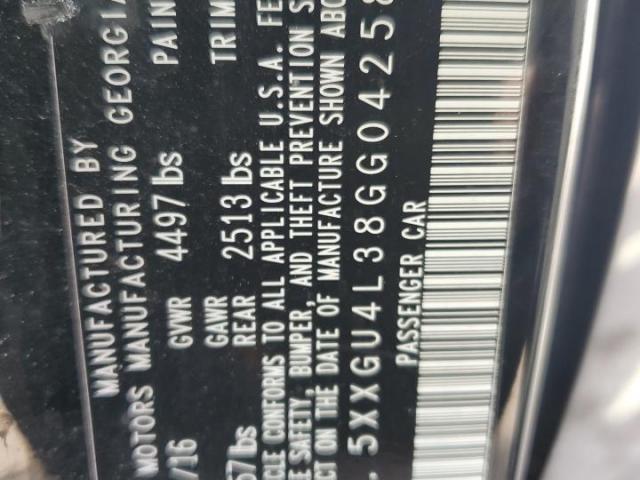 MANUFACTURED BY
MOTORS MANUFACTURING GEORGIA
/16 GVWR 4497 lbs PAIN
GAWR
57 lbs REAR 2513 lbs TRIM
CLE CONFORMS TO ALL APPLICABLE U.S.A. FE
E SAFETY, BUMPER, AND THEFT PREVENTION S
CT ON THE DATE OF MANUFACTURE SHOWN ABO
5XXGU4L38GG04258
PASSENGER CAR